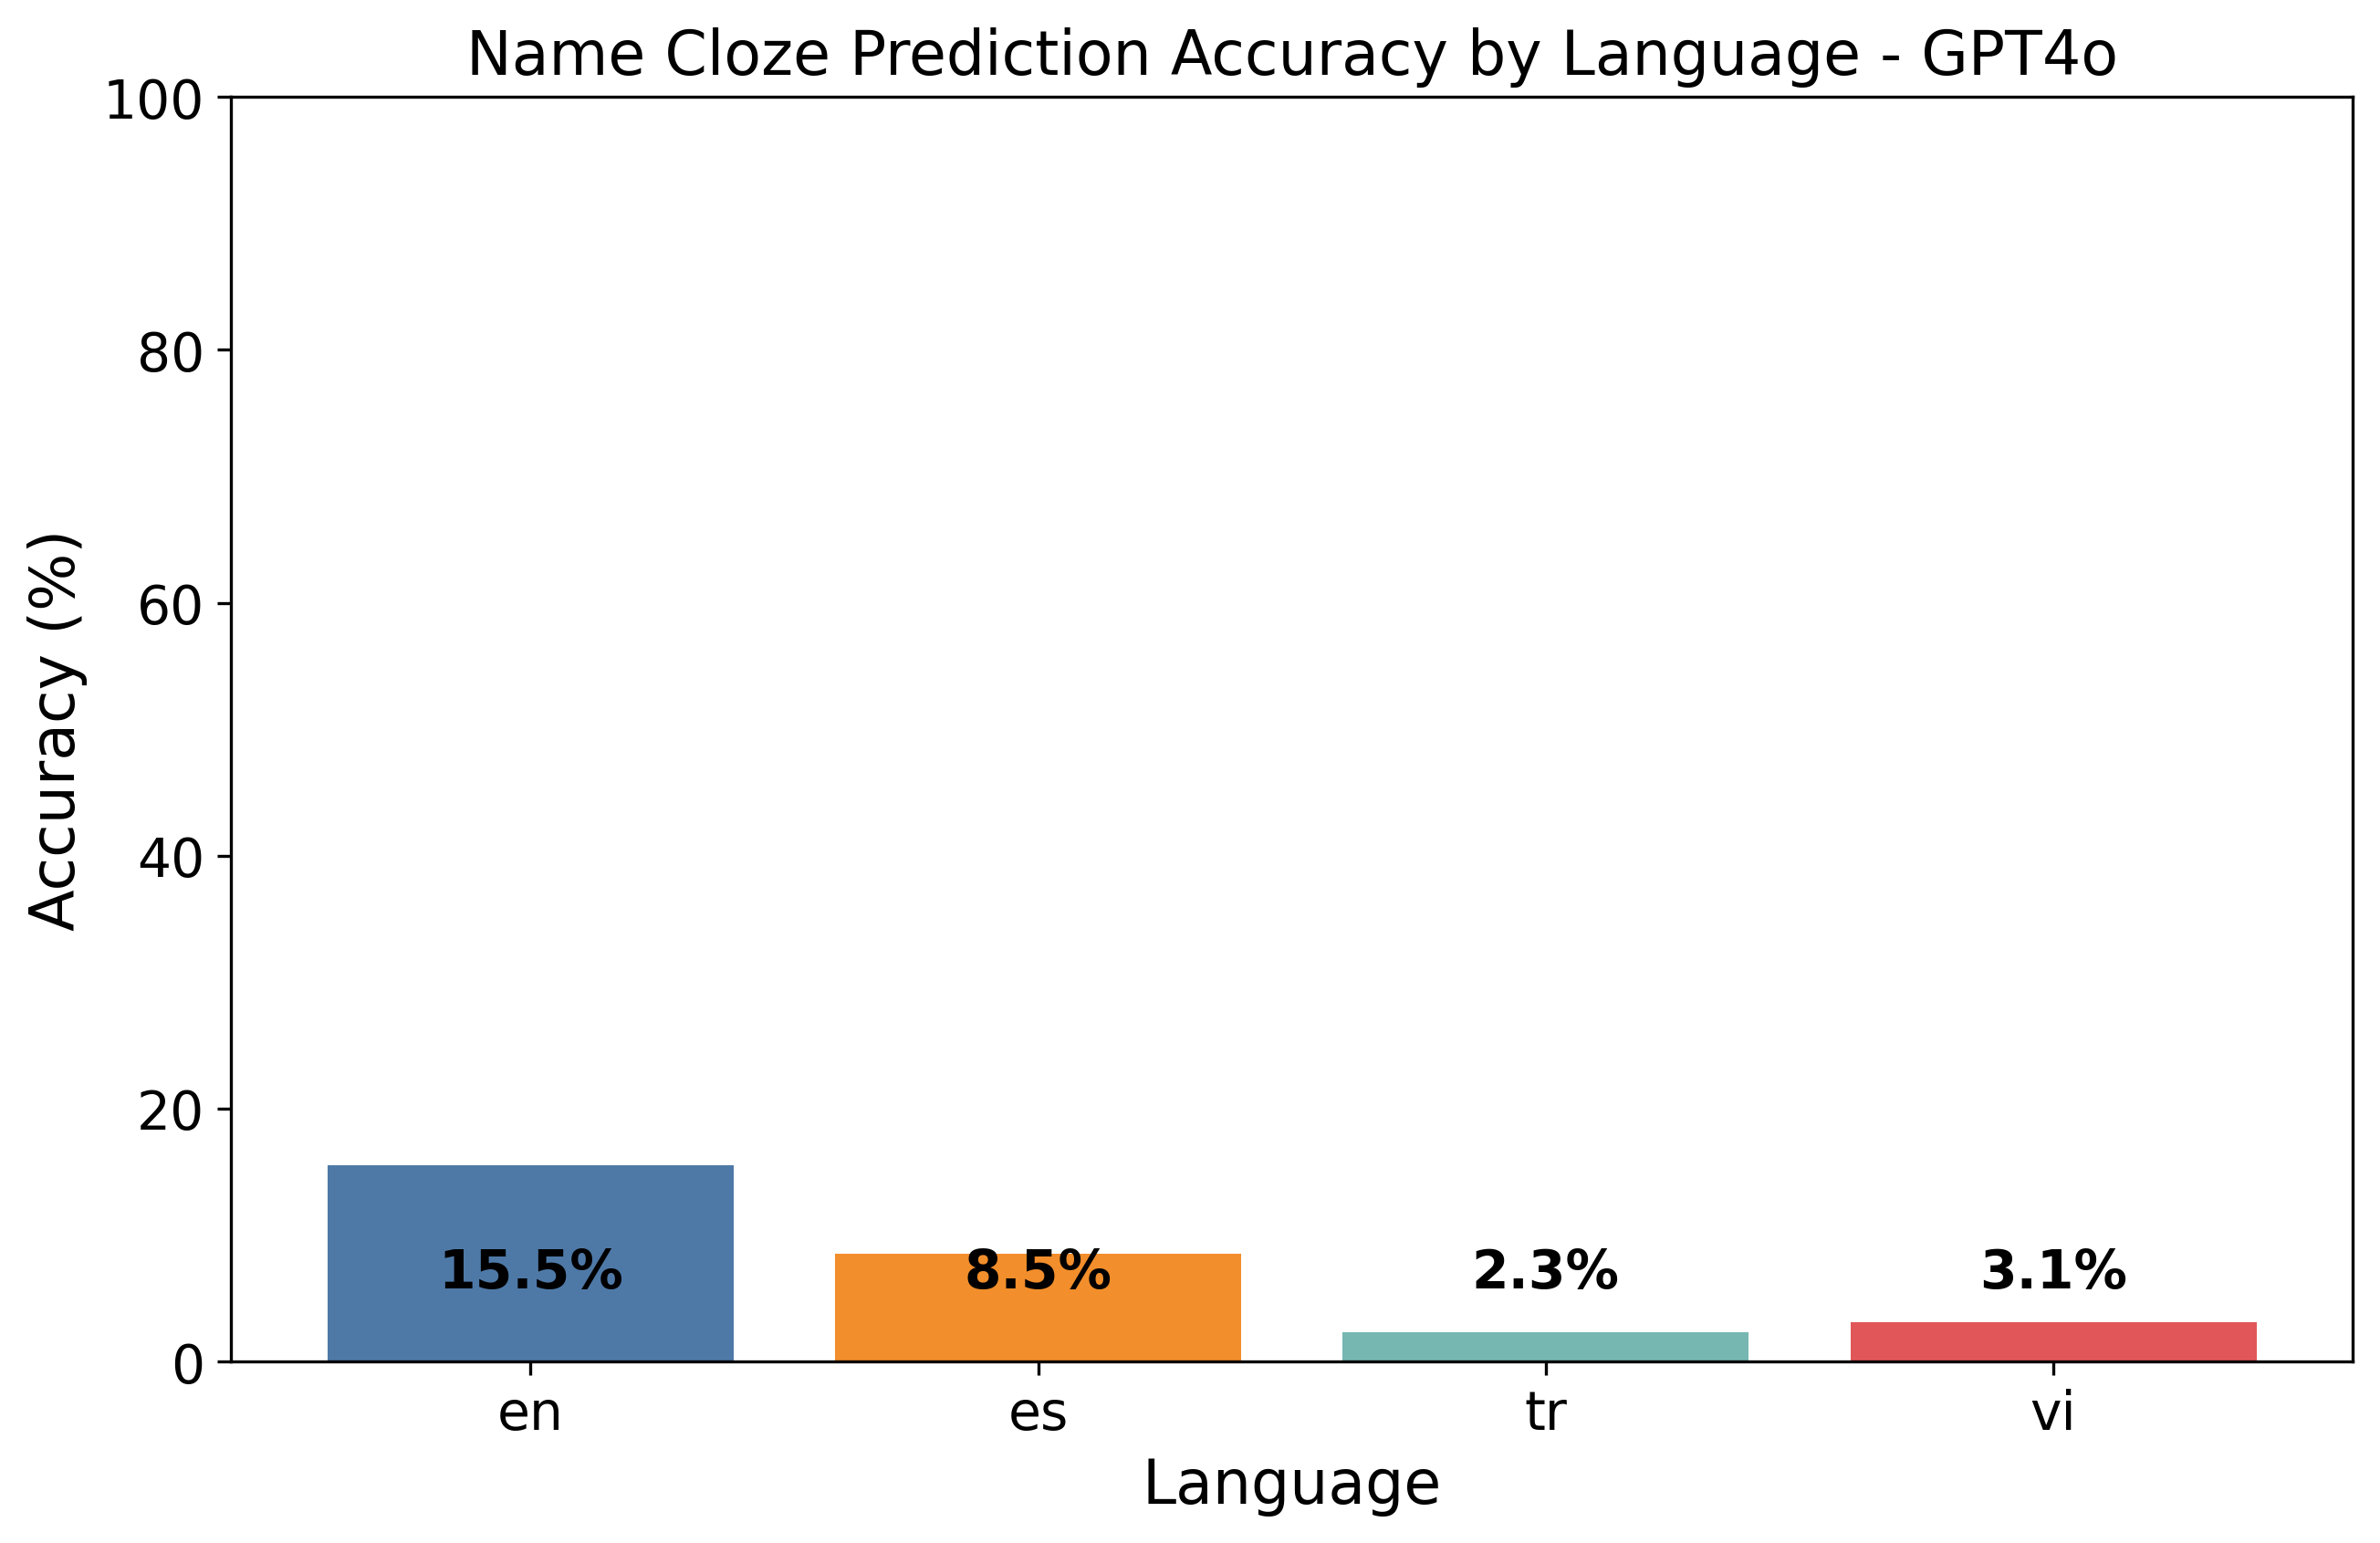 Name Cloze Prediction Accuracy by Language - GPT4o
Accuracy (%)
100
80
60
40
20
0
15.5%
8.5%
2.3%
3.1%
en
es
tr
vi
Language